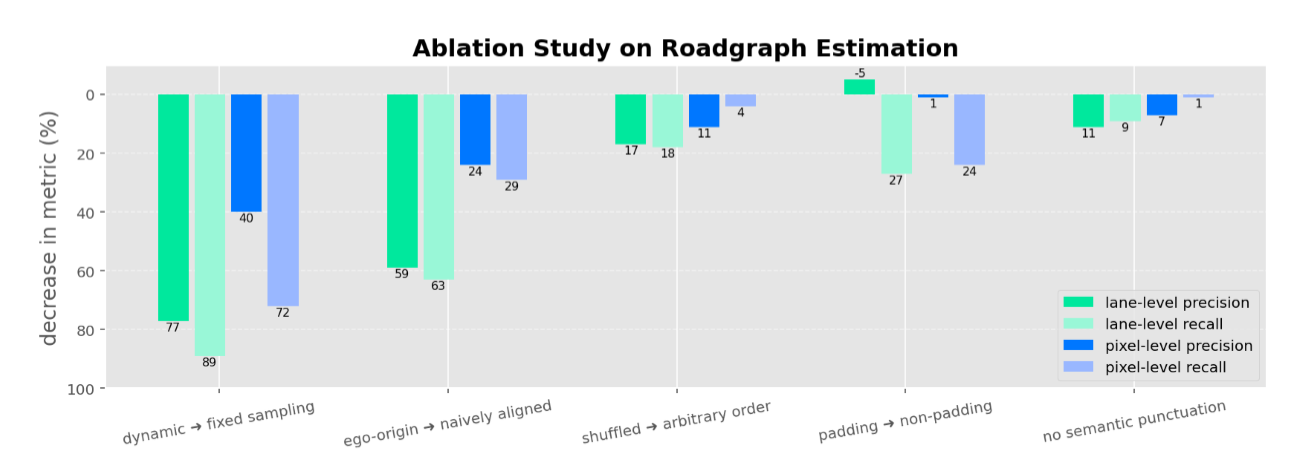 Ablation Study on Roadgraph Estimation
decrease in metric (%)
0
20
40
60
80
100
77
89
40
72
59
63
24
29
17
18
11
4
-5
27
1
24
11
9
7
1
lane-level precision
lane-level recall
pixel-level precision
pixel-level recall
dynamic ➜ fixed sampling
ego-origin ➜ naively aligned
shuffled ➜ arbitrary order
padding ➜ non-padding
no semantic punctuation